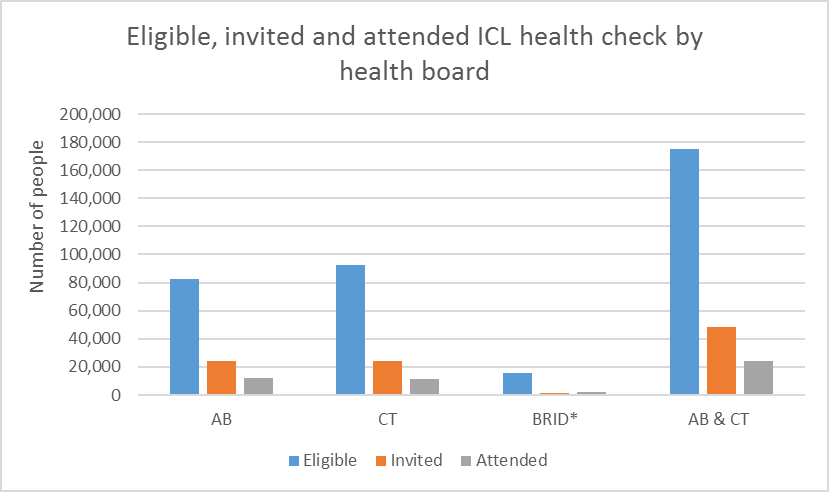 Eligible, invited and attended ICL health check by
health board
Number of people
200,000
180,000
160,000
140,000
120,000
100,000
80,000
60,000
40,000
20,000
0
AB CT BRID* AB & CT
Eligible Invited Attended